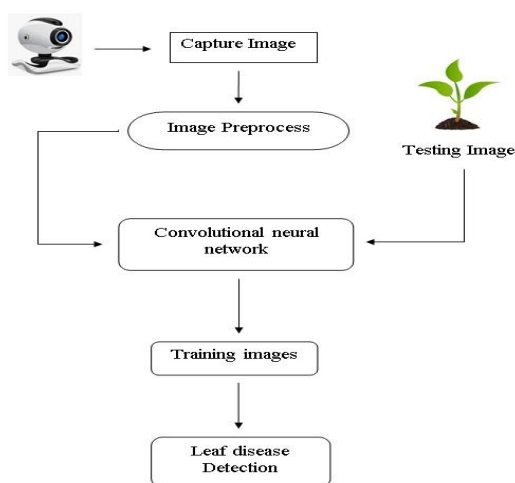 Capture Image
Image Preprocess
Testing Image
Convolutional neural
network
Training images
Leaf disease
Detection